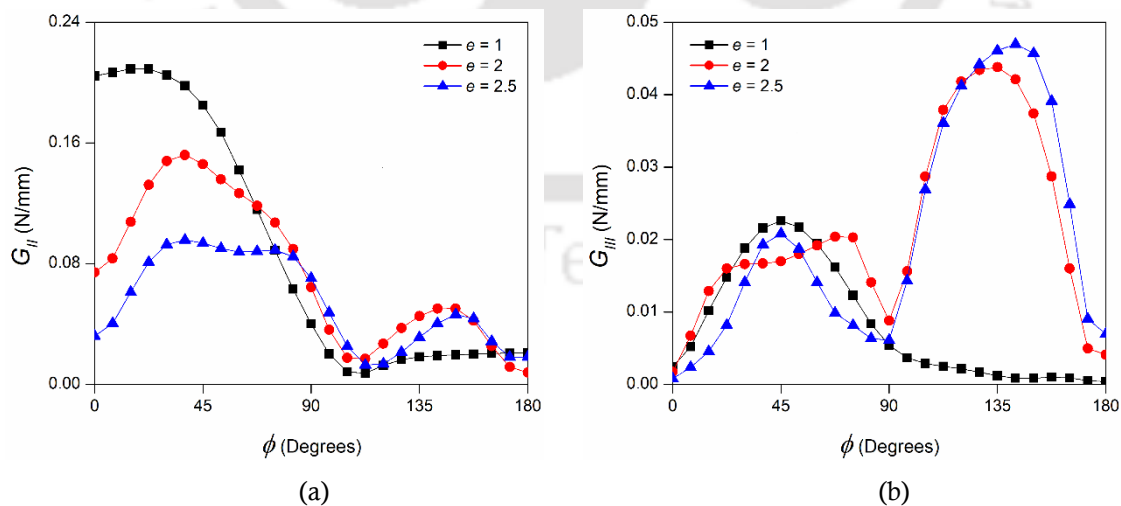 0.24
0.16
0.08
0.00
G_II (N/mm)
e = 1
e = 2
e = 2.5
0 45 90 135 180
ϕ (Degrees)
(a)
0.05
0.04
0.03
0.02
0.01
0.00
G_III (N/mm)
e = 1
e = 2
e = 2.5
0 45 90 135 180
ϕ (Degrees)
(b)